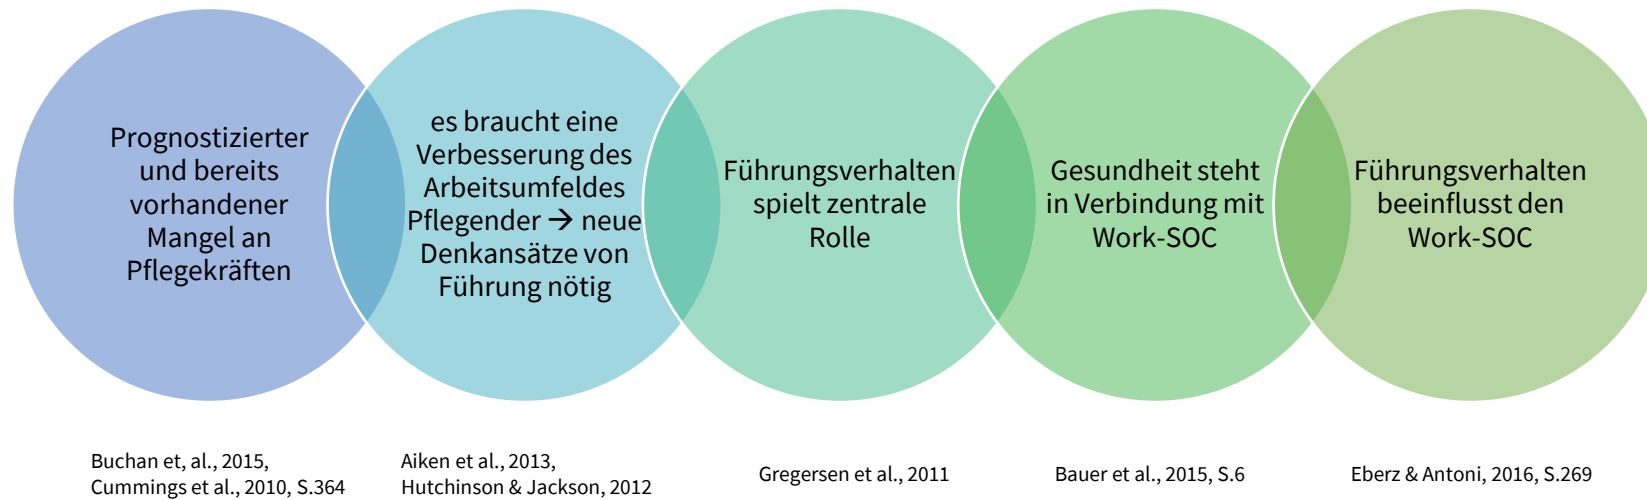 Prognostizierter
und bereits
vorhandener
Mangel an
Pflegekräften
es braucht eine
Verbesserung des
Arbeitsumfeldes
Pflegender → neue
Denkansätze von
Führung nötig
Führungsverhalten
spielt zentrale
Rolle
Gesundheit steht
in Verbindung mit
Work-SOC
Führungsverhalten
beeinflusst den
Work-SOC
Buchan et, al., 2015,
Cummings et al., 2010, S.364
Aiken et al., 2013,
Hutchinson & Jackson, 2012
Gregersen et al., 2011
Bauer et al., 2015, S.6
Eberz & Antoni, 2016, S.269